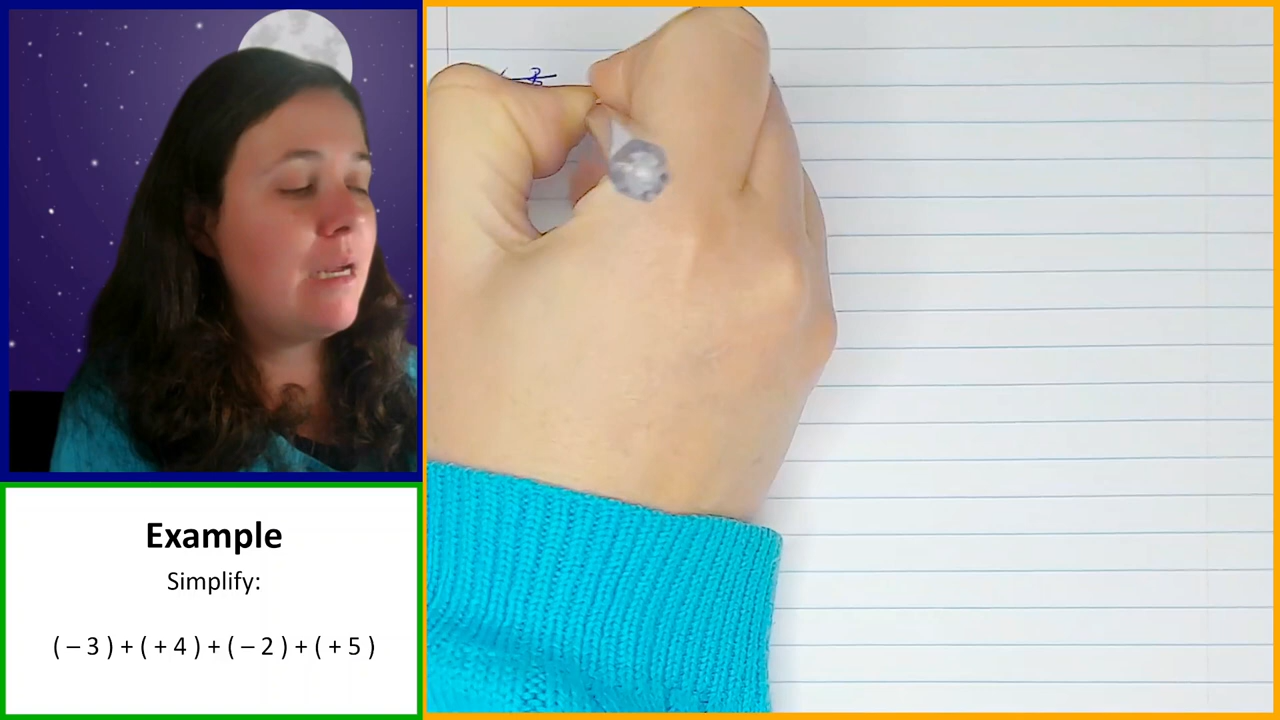 Example
Simplify:
( – 3 ) + ( + 4 ) + ( – 2 ) + ( + 5 )